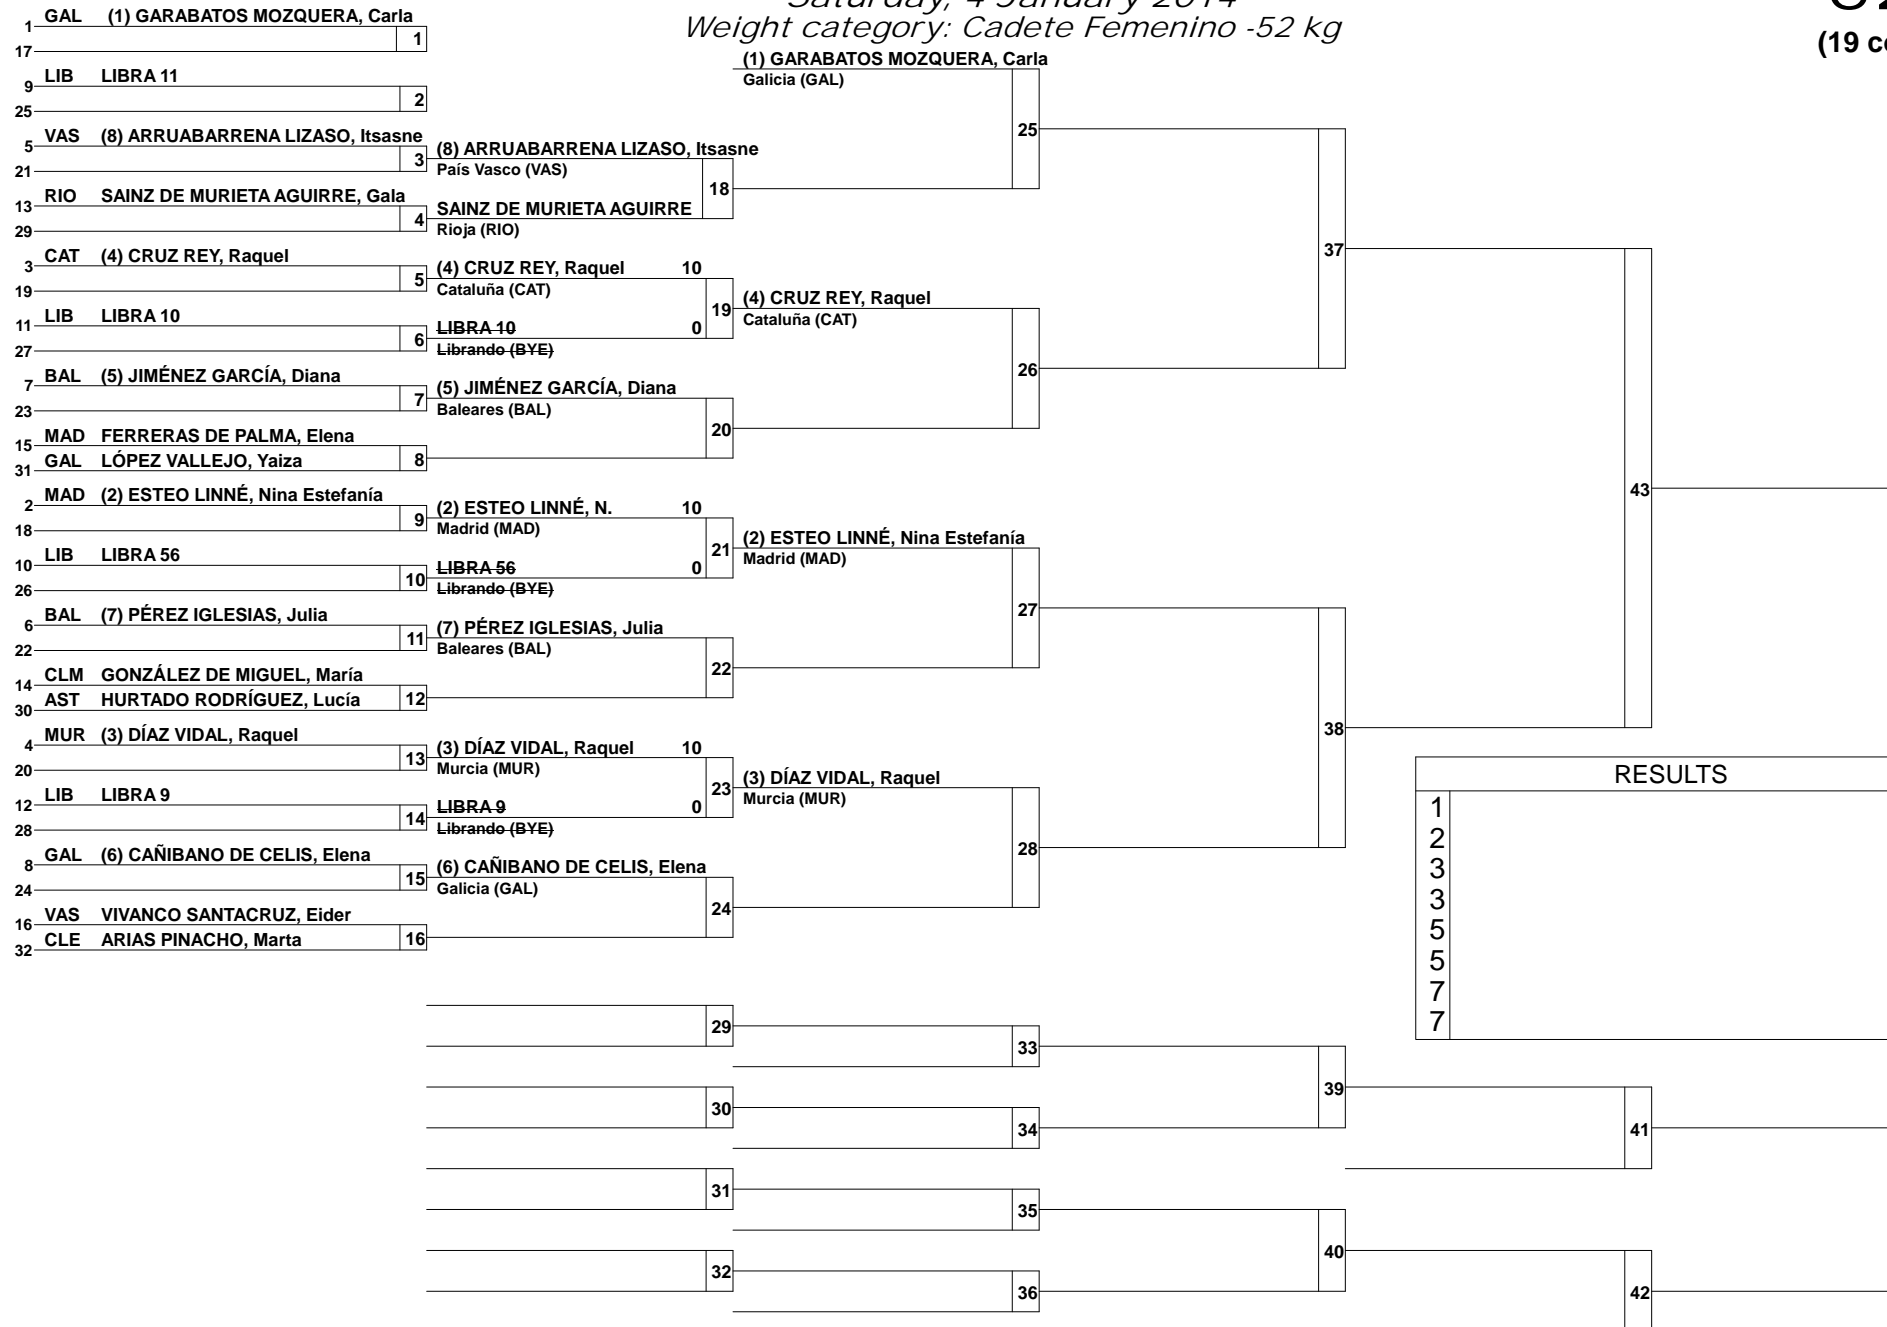 Saturday, 4 January 2014
Weight category: Cadete Femenino -52 kg
(19 c
1 GAL (1) GARABATOS MOZQUERA, Carla
17
1
9 LIB LIBRA 11
25
2
5 VAS (8) ARRUABARRENA LIZASO, Itsasne
21
3
13 RIO SAINZ DE MURIETA AGUIRRE, Gala
29
4
3 CAT (4) CRUZ REY, Raquel
19
5
11 LIB LIBRA 10
27
6
7 BAL (5) JIMÉNEZ GARCÍA, Diana
23
7
15 MAD FERRERAS DE PALMA, Elena
31 GAL LÓPEZ VALLEJO, Yaiza
8
2 MAD (2) ESTEO LINNÉ, Nina Estefanía
18
9
10 LIB LIBRA 56
26
10
6 BAL (7) PÉREZ IGLESIAS, Julia
22
11
14 CLM GONZÁLEZ DE MIGUEL, María
30 AST HURTADO RODRÍGUEZ, Lucía
12
4 MUR (3) DÍAZ VIDAL, Raquel
20
13
12 LIB LIBRA 9
28
14
8 GAL (6) CAÑIBANO DE CELIS, Elena
24
15
16 VAS VIVANCO SANTACRUZ, Eider
32 CLE ARIAS PINACHO, Marta
16
(8) ARRUABARRENA LIZASO, Itsasne
País Vasco (VAS)
18
SAINZ DE MURIETA AGUIRRE
Rioja (RIO)
(4) CRUZ REY, Raquel 10
Cataluña (CAT)
19
LIBRA 10 0
Librando (BYE)
(5) JIMÉNEZ GARCÍA, Diana
Baleares (BAL)
20
(2) ESTEO LINNÉ, N. 10
Madrid (MAD)
21
LIBRA 56 0
Librando (BYE)
(7) PÉREZ IGLESIAS, Julia
Baleares (BAL)
22
(3) DÍAZ VIDAL, Raquel 10
Murcia (MUR)
23
LIBRA 9 0
Librando (BYE)
(6) CAÑIBANO DE CELIS, Elena
Galicia (GAL)
24
(1) GARABATOS MOZQUERA, Carla
Galicia (GAL)
25
(4) CRUZ REY, Raquel
Cataluña (CAT)
26
(2) ESTEO LINNÉ, Nina Estefanía
Madrid (MAD)
27
(3) DÍAZ VIDAL, Raquel
Murcia (MUR)
28
37
38
43
RESULTS
1
2
3
3
5
5
7
7
29
30
31
32
33
34
35
36
39
40
41
42